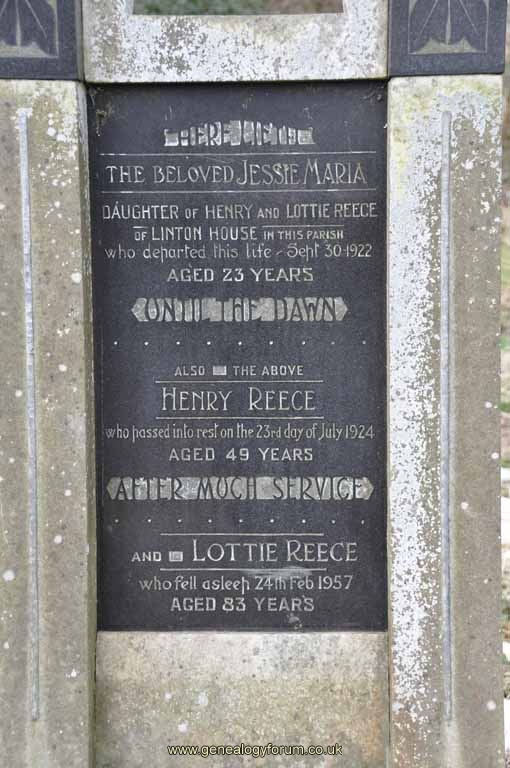 HERE LIETH
THE BELOVED JESSIE MARIA
DAUGHTER OF HENRY AND LOTTIE REECE
OF LINTON HOUSE IN THIS PARISH
who departed this life - Sept 30 1922
AGED 23 YEARS
UNTIL THE DAWN
ALSO THE ABOVE
HENRY REECE
who passed into rest on the 23rd day of July 1924
AGED 49 YEARS
AFTER MUCH SERVICE
AND LOTTIE REECE
who fell asleep 24th Feb 1957
AGED 83 YEARS
www.genealogyforum.co.uk